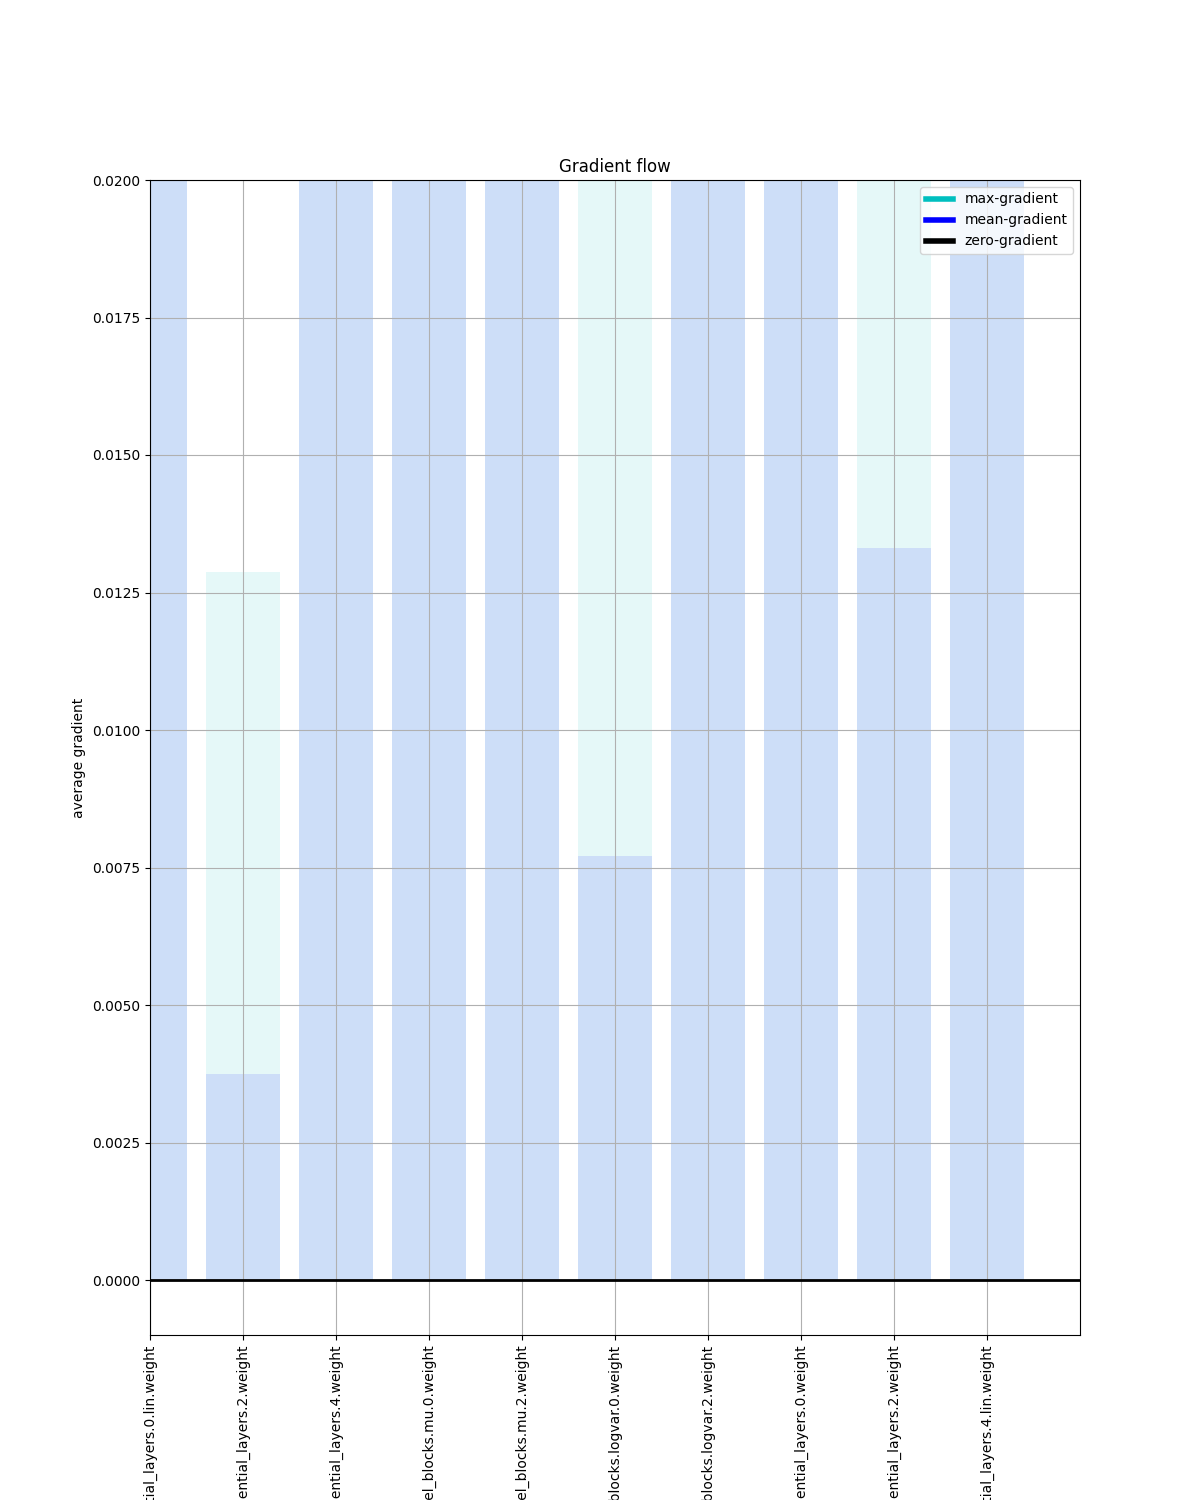 Gradient flow
max-gradient
mean-gradient
zero-gradient
0.0200
0.0175
0.0150
0.0125
0.0100
0.0075
0.0050
0.0025
0.0000
average gradient
tial_layers.0.lin.weight
ential_layers.2.weight
ential_layers.4.weight
el_blocks.mu.0.weight
el_blocks.mu.2.weight
blocks.logvar.0.weight
blocks.logvar.2.weight
ential_layers.0.weight
ential_layers.2.weight
tial_layers.4.lin.weight